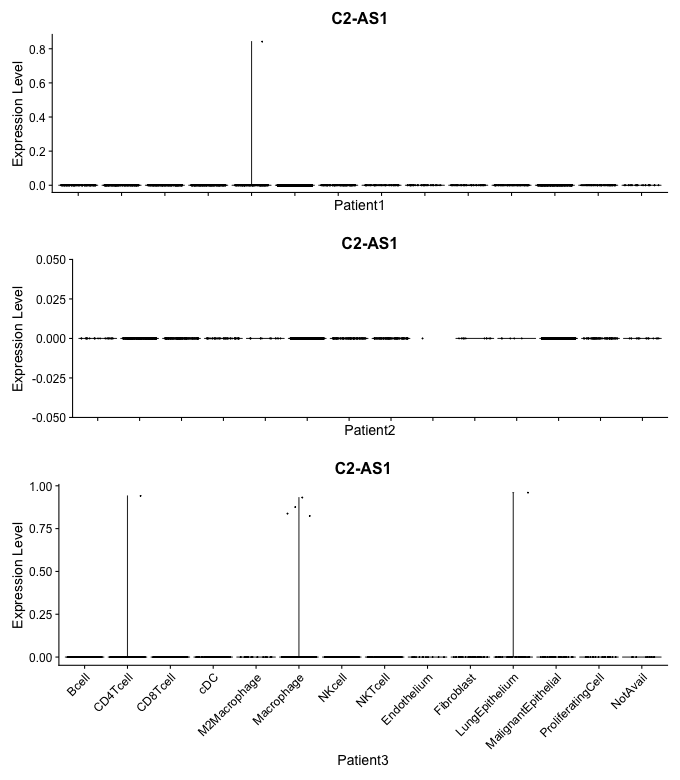 C2-AS1
Expression Level
0.8
0.6
0.4
0.2
0.0
Patient1
C2-AS1
Expression Level
0.050
0.025
0.000
-0.025
-0.050
Patient2
C2-AS1
Expression Level
1.00
0.75
0.50
0.25
0.00
Bcell
CD4Tcell
CD8Tcell
cDC
M2Macrophage
Macrophage
NKcell
NKTcell
Endothelium
Fibroblast
LungEpithelium
MalignantEpithelial
ProliferatingCell
NotAvail
Patient3